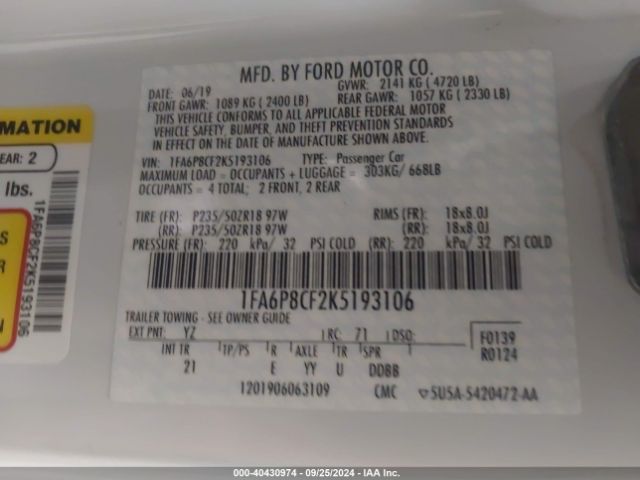 MFD. BY FORD MOTOR CO.
DATE: 06/19 GVWR: 2141 KG ( 4720 LB)
FRONT GAWR: 1089 KG ( 2400 LB) REAR GAWR: 1057 KG ( 2330 LB)
THIS VEHICLE CONFORMS TO ALL APPLICABLE FEDERAL MOTOR
VEHICLE SAFETY, BUMPER, AND THEFT PREVENTION STANDARDS
IN EFFECT ON THE DATE OF MANUFACTURE SHOWN ABOVE.
VIN: 1FA6P8CF2K5193106 TYPE: Passenger Car
MAXIMUM LOAD = OCCUPANTS + LUGGAGE = 303KG/ 668LB
OCCUPANTS = 4 TOTAL; 2 FRONT, 2 REAR
TIRE (FR): P235/50ZR18 97W RIMS (FR): 18x8.0J
(RR): P235/50ZR18 97W (RR): 18x8.0J
PRESSURE (FR): 220 kPa/ 32 PSI COLD (RR): 220 kPa/ 32 PSI COLD
1FA6P8CF2K5193106
TRAILER TOWING - SEE OWNER GUIDE
EXT PNT: YZ RC: 71 DSO: F0139
INT TR TP/PS R AXLE TR SPR R0124
21 E YY U DDBB
1201906063109 CMC 5U5A-5420472-AA
RMATION
EAR: 2
lbs.
1FA6P8CF2K5193106
S
R
N
000-40430974 - 09/25/2024 - IAA Inc.